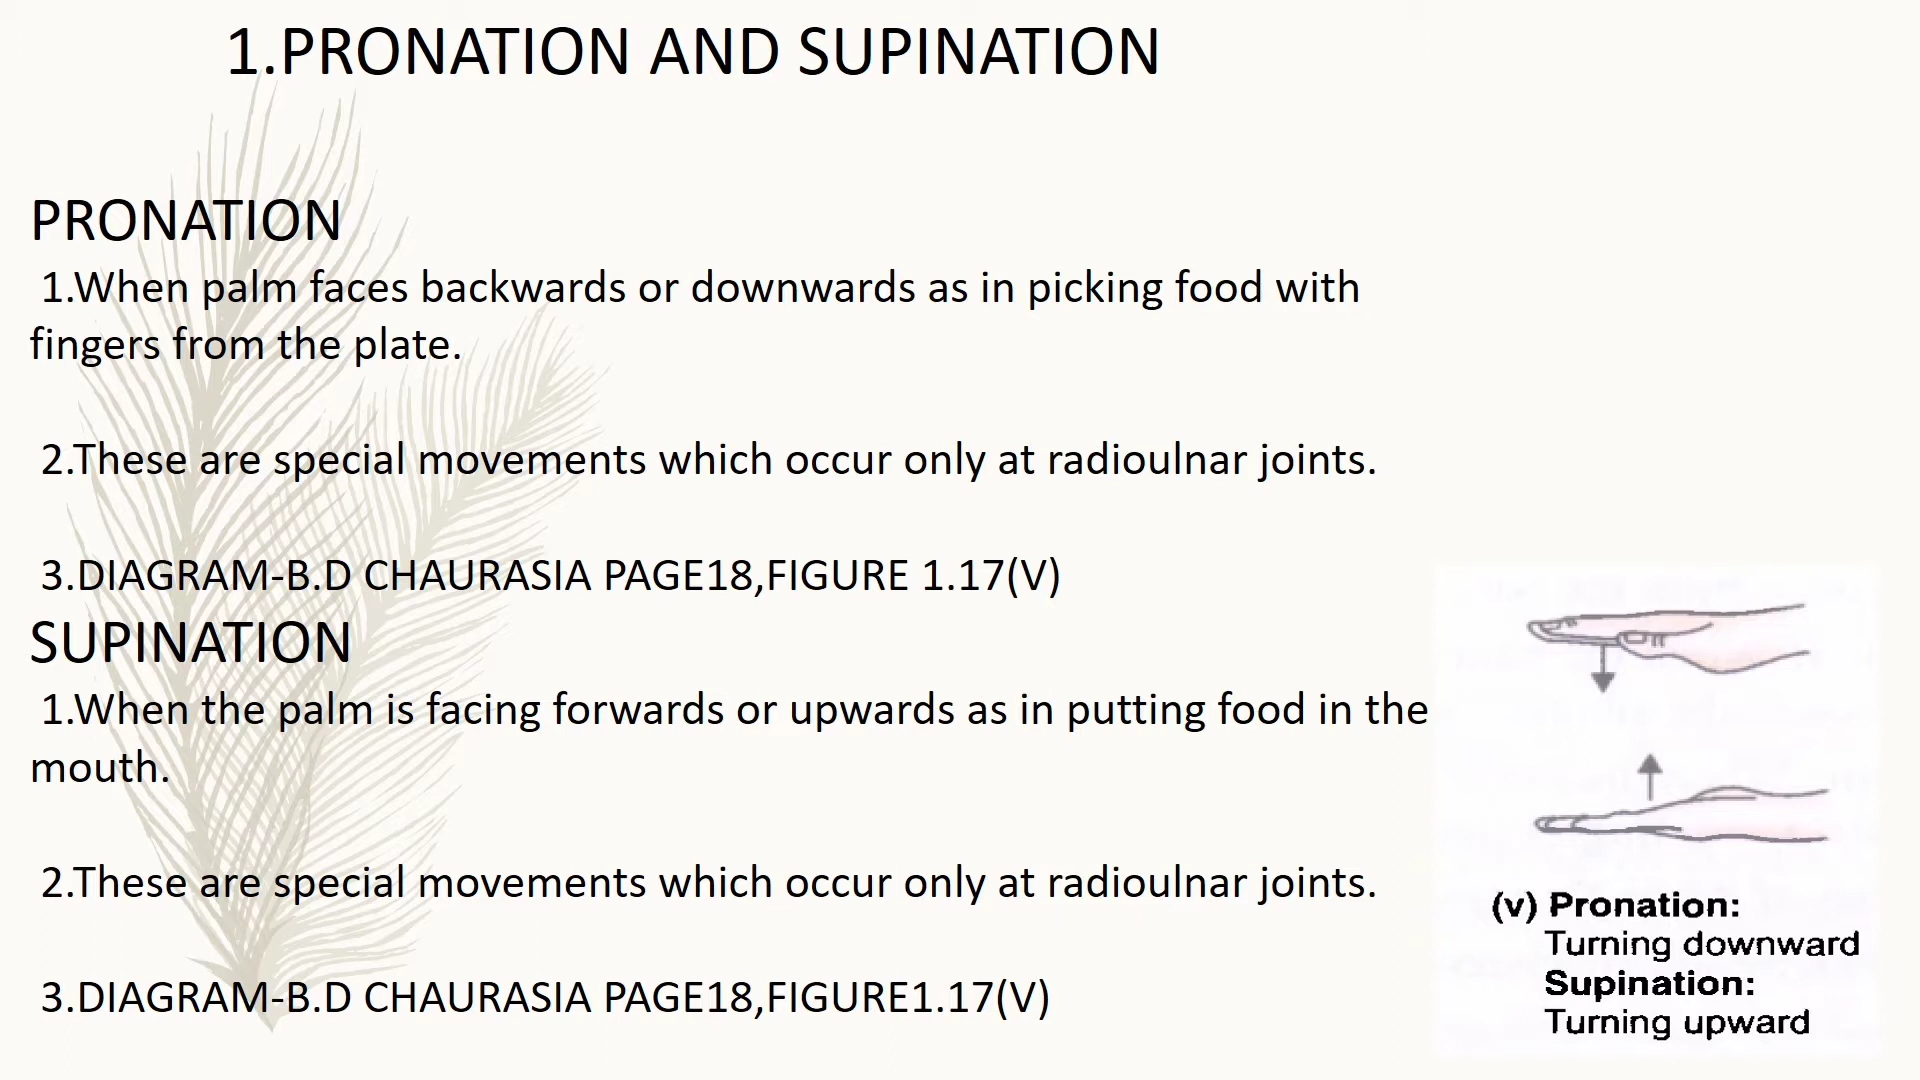 1.PRONATION AND SUPINATION
PRONATION
1.When palm faces backwards or downwards as in picking food with
fingers from the plate.
2.These are special movements which occur only at radioulnar joints.
3.DIAGRAM-B.D CHAURASIA PAGE18,FIGURE 1.17(V)
SUPINATION
1.When the palm is facing forwards or upwards as in putting food in the
mouth.
2.These are special movements which occur only at radioulnar joints.
3.DIAGRAM-B.D CHAURASIA PAGE18,FIGURE1.17(V)
(v) Pronation:
Turning downward
Supination:
Turning upward